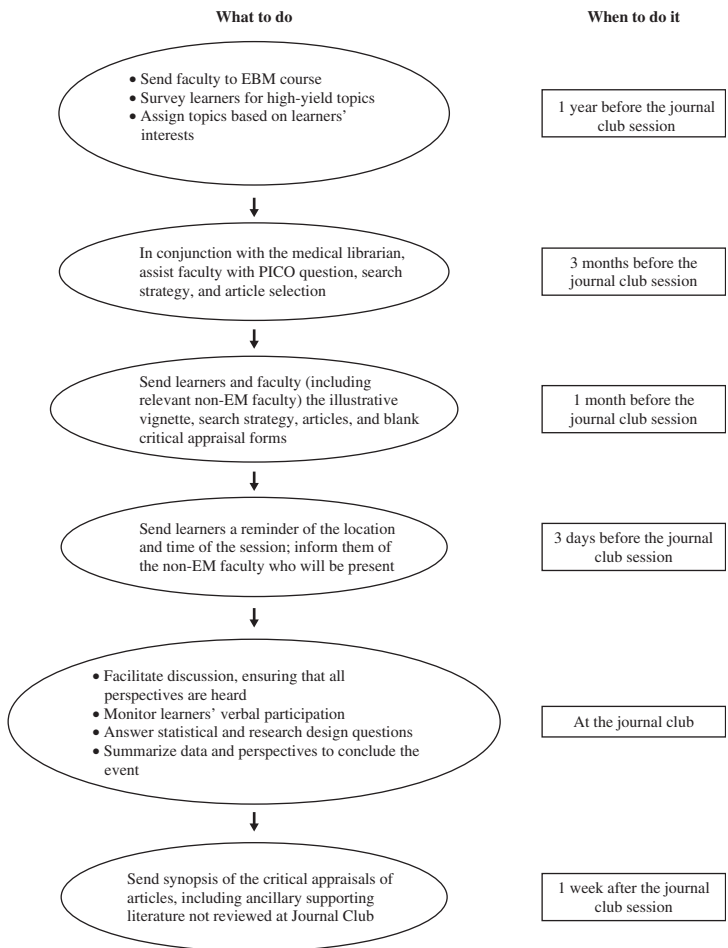 What to do
When to do it
• Send faculty to EBM course
• Survey learners for high-yield topics
• Assign topics based on learners'
interests
1 year before the journal
club session
In conjunction with the medical librarian,
assist faculty with PICO question, search
strategy, and article selection
3 months before the
journal club session
Send learners and faculty (including
relevant non-EM faculty) the illustrative
vignette, search strategy, articles, and blank
critical appraisal forms
1 month before the
journal club session
Send learners a reminder of the location
and time of the session; inform them of
the non-EM faculty who will be present
3 days before the journal
club session
• Facilitate discussion, ensuring that all
perspectives are heard
• Monitor learners' verbal participation
• Answer statistical and research design questions
• Summarize data and perspectives to conclude the
event
At the journal club
Send synopsis of the critical appraisals of
articles, including ancillary supporting
literature not reviewed at Journal Club
1 week after the journal
club session